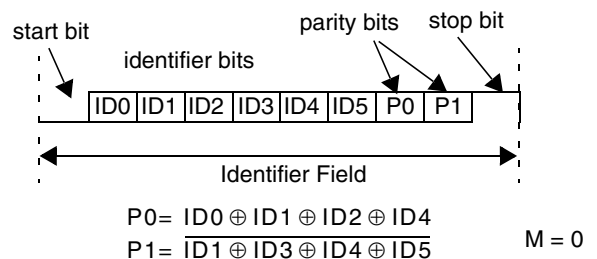 start bit
identifier bits
parity bits
stop bit
ID0 ID1 ID2 ID3 ID4 ID5 P0 P1
Identifier Field
P0= ID0 ⊕ ID1 ⊕ ID2 ⊕ ID4
P1= \overline{ID1 ⊕ ID3 ⊕ ID4 ⊕ ID5}
M = 0